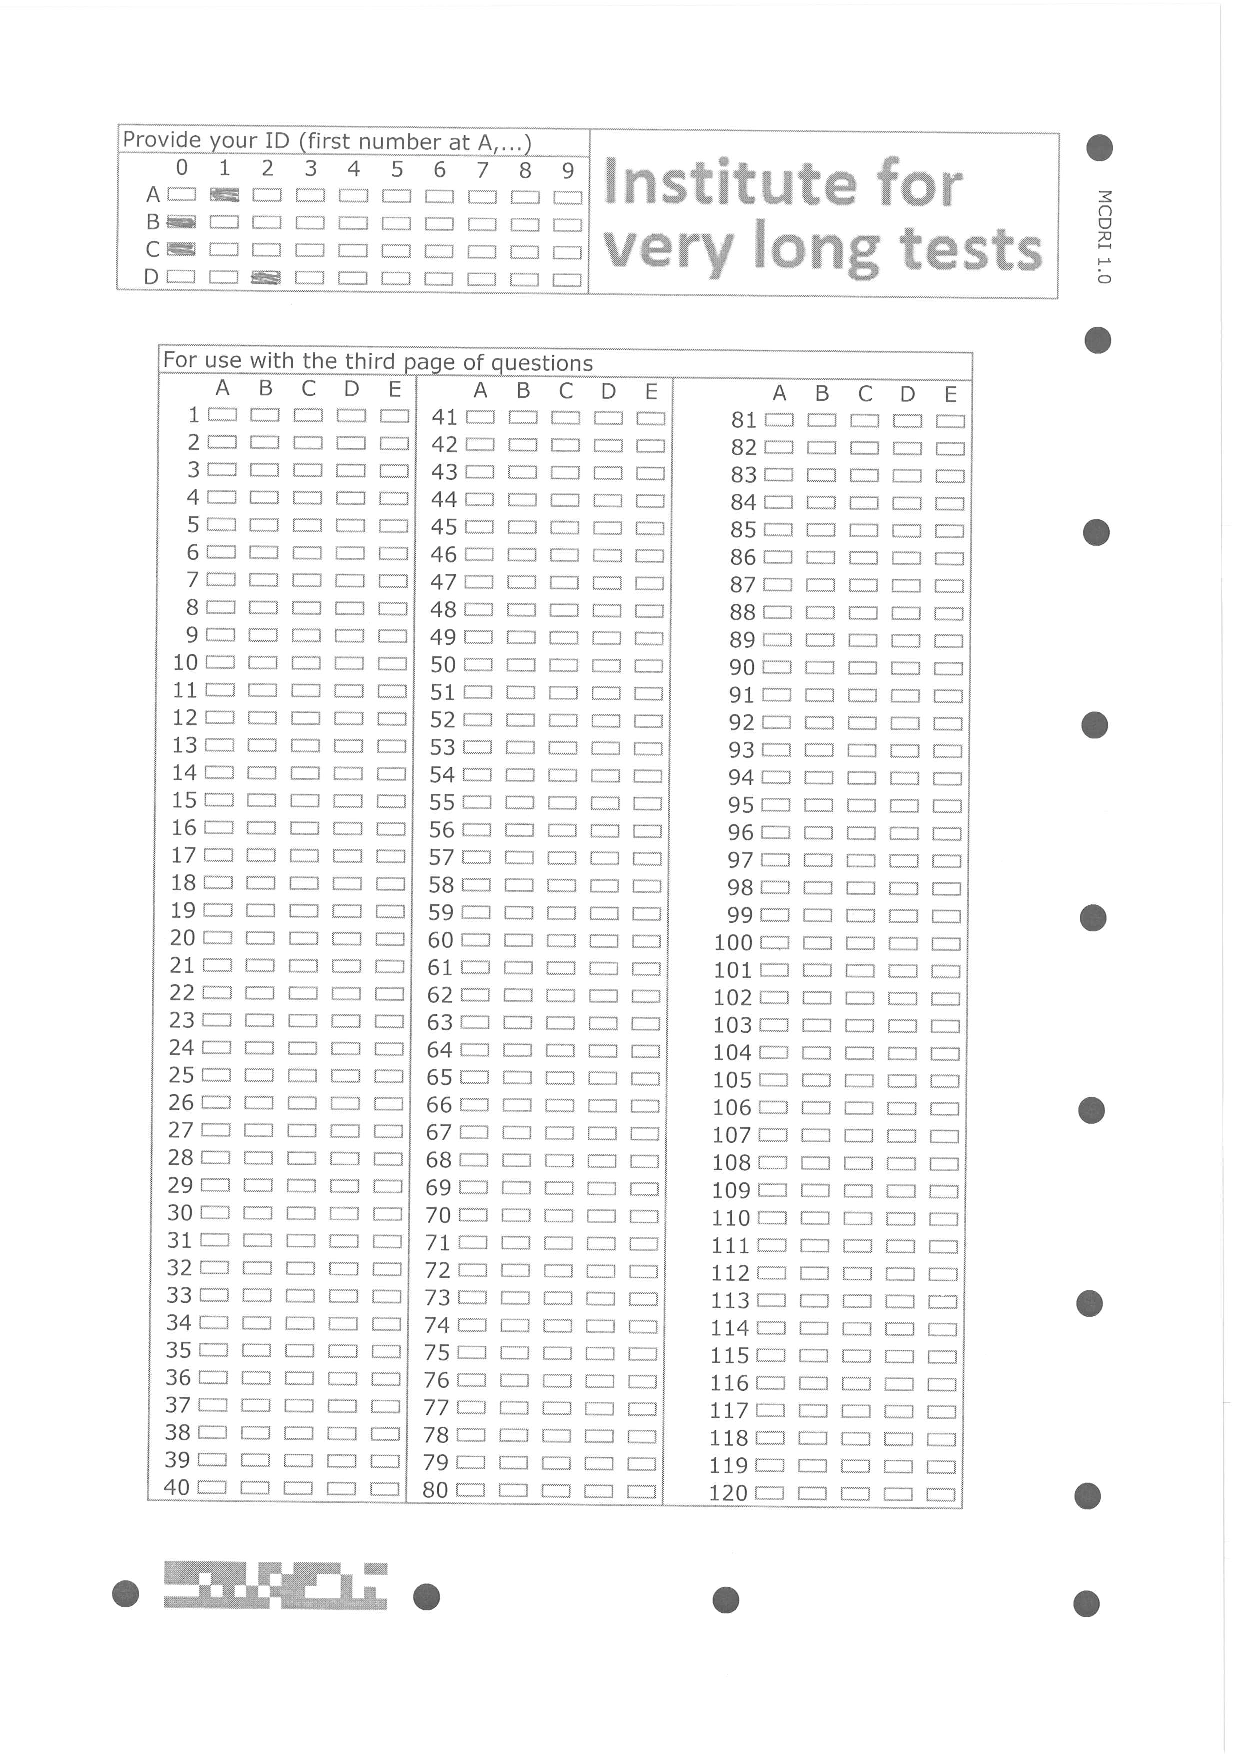 Provide your ID (first number at A,...)
0 1 2 3 4 5 6 7 8 9
A
B
C
D
Institute for
very long tests
MCDRI 1.0
For use with the third page of questions
A B C D E A B C D E A B C D E
1 41 81
2 42 82
3 43 83
4 44 84
5 45 85
6 46 86
7 47 87
8 48 88
9 49 89
10 50 90
11 51 91
12 52 92
13 53 93
14 54 94
15 55 95
16 56 96
17 57 97
18 58 98
19 59 99
20 60 100
21 61 101
22 62 102
23 63 103
24 64 104
25 65 105
26 66 106
27 67 107
28 68 108
29 69 109
30 70 110
31 71 111
32 72 112
33 73 113
34 74 114
35 75 115
36 76 116
37 77 117
38 78 118
39 79 119
40 80 120